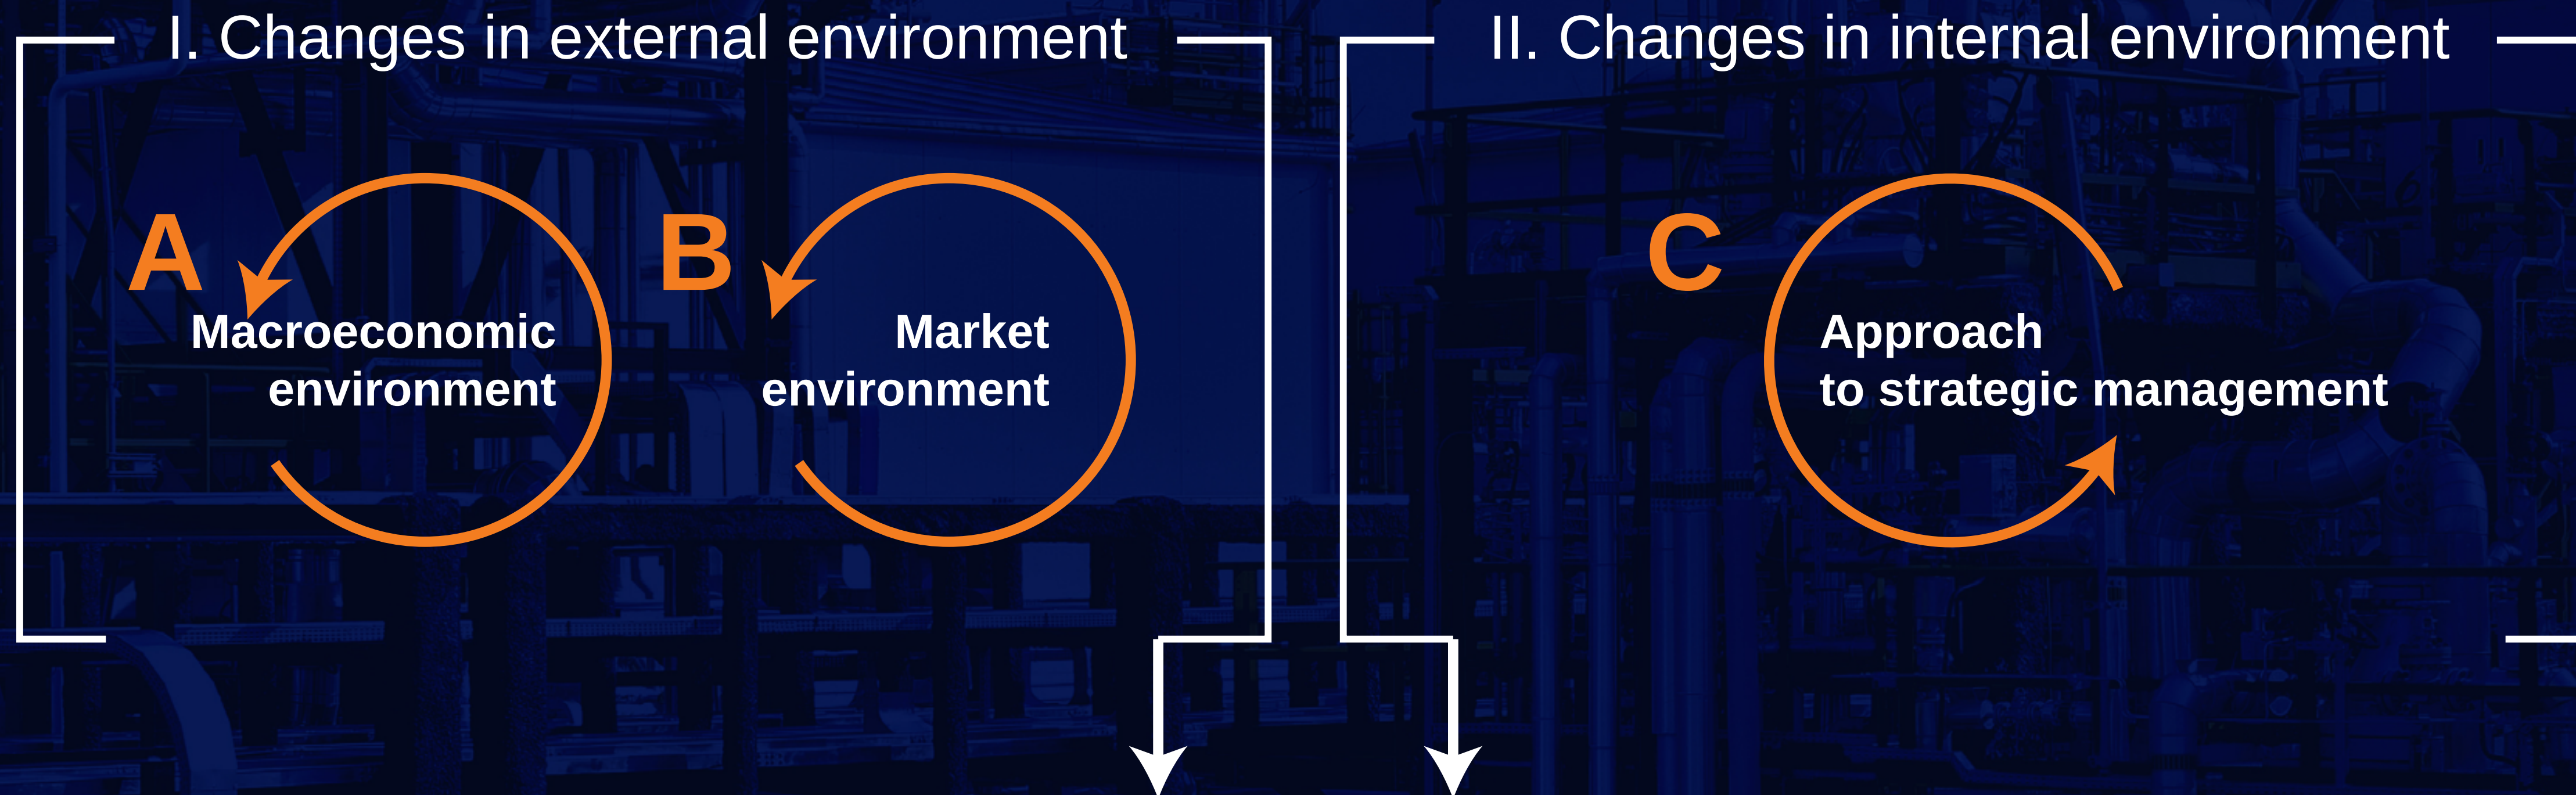 I. Changes in external environment
A
Macroeconomic
environment
B
Market
environment
II. Changes in internal environment
C
Approach
to strategic management